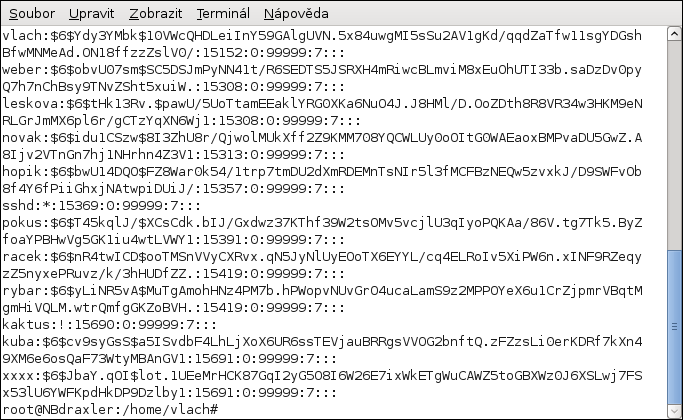 Soubor Upravit Zobrazit Terminál Nápověda
vlach:$6$Ydy3YMbk$1OVWcQHDLeiInY59GAlgUVN.5x84uwgMI5sSu2AV1gKd/qqdZaTfw11sgYDGsh
BfwMNMeAd.ON18ffzzZslV0/:15152:0:99999:7:::
weber:$6$obvU07sm$SC5DSJmPyNN41t/R6SEDTS5JSRXH4mRiwcBLmviM8xEuOhUTI33b.saDzDv0py
Q7h7nChBsy9TNvZSht5xuiW.:15308:0:99999:7:::
leskova:$6$tHk13Rv.$pawU/5UoTtamEEaklYRGOXKa6NuO4J.J8HMl/D.OoZDth8R8VR34w3HKM9eN
RLGrJmMX6pl6r/gCTzYqXN6Wj1:15308:0:99999:7:::
novak:$6$idu1CSzw$8I3ZhU8r/QjwolMUkXff2Z9KMM708YQCWLUy0oOItG0WAEaoxBMPvaDU5GwZ.A
8Ijv2VTnGn7hj1NHrhn4Z3V1:15313:0:99999:7:::
hopik:$6$bwU14DQO$FZ8War0k54/1trp7tmDU2dXmRDEMnTsNIr5l3fMCFBzNEQw5zvxkJ/D9SWFvOb
8f4Y6fPiiGhxjNAtwpiDUiJ/:15357:0:99999:7:::
sshd:*:15369:0:99999:7:::
pokus:$6$T45kqlJ/$XCsCdk.bIJ/Gxdwz37KThf39W2tsOMv5vcjlU3qIyoPQKAa/86V.tg7Tk5.ByZ
foaYPBHwVg5GK1iu4wtLVWY1:15391:0:99999:7:::
racek:$6$nR4twICD$ooTMSnVVyCXRvx.qN5JyNlUyEOoTX6EYYL/cq4ELRoIv5XiPW6n.xINF9RZeqy
zZ5nyxePRuvz/k/3hHUDfZZ.:15419:0:99999:7:::
rybar:$6$yLiNR5vA$MuTgAmohHNz4PM7b.hPWopvNUvGrO4ucaLamS9z2MPPOYeX6u1CrZjpmrVBqtM
gmHiVQLM.wtrQmfgGKZoBVH.:15419:0:99999:7:::
kaktus:!:15690:0:99999:7:::
kuba:$6$cv9syGsS$a5ISvdbF4LhLjXoX6UR6ssTEVjauBRRgsVVOG2bnftQ.zFZzsLi0erKDRf7kXn4
9XM6e6osQaF73WtyMBAnGV1:15691:0:99999:7:::
xxxx:$6$JbaY.qOI$lot.1UEeMrHCK87GqI2yG5O8I6W26E7ixWkETgWuCAWZ5toGBXWz0J6XSLwj7FS
x53lU6YWFKpdHkDP9Dzlby1:15691:0:99999:7:::
root@NBdraxler:/home/vlach#